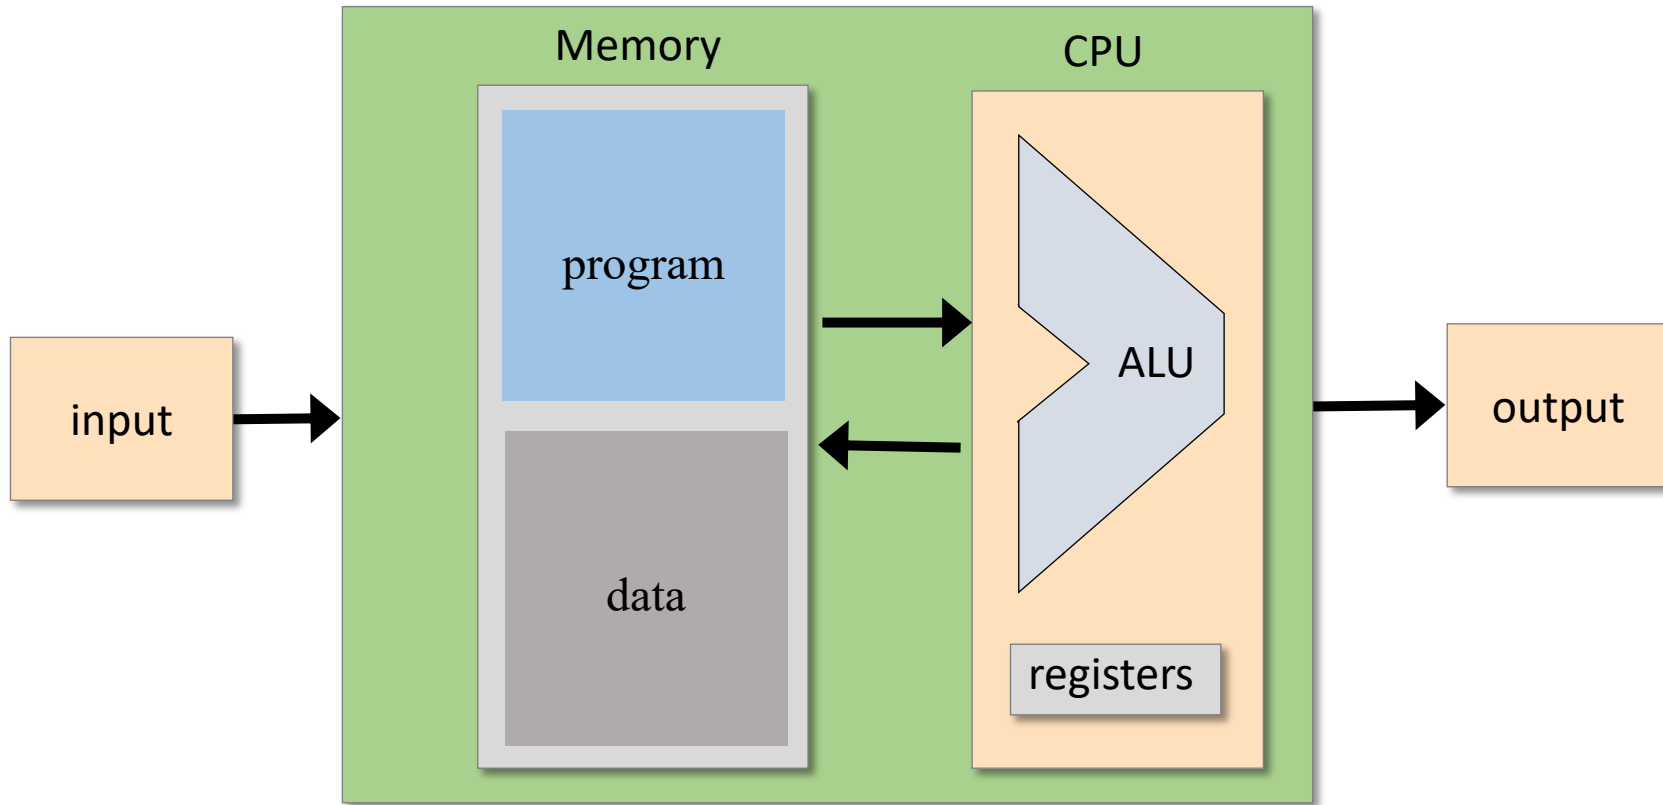 Memory
CPU
program
ALU
input
output
data
registers